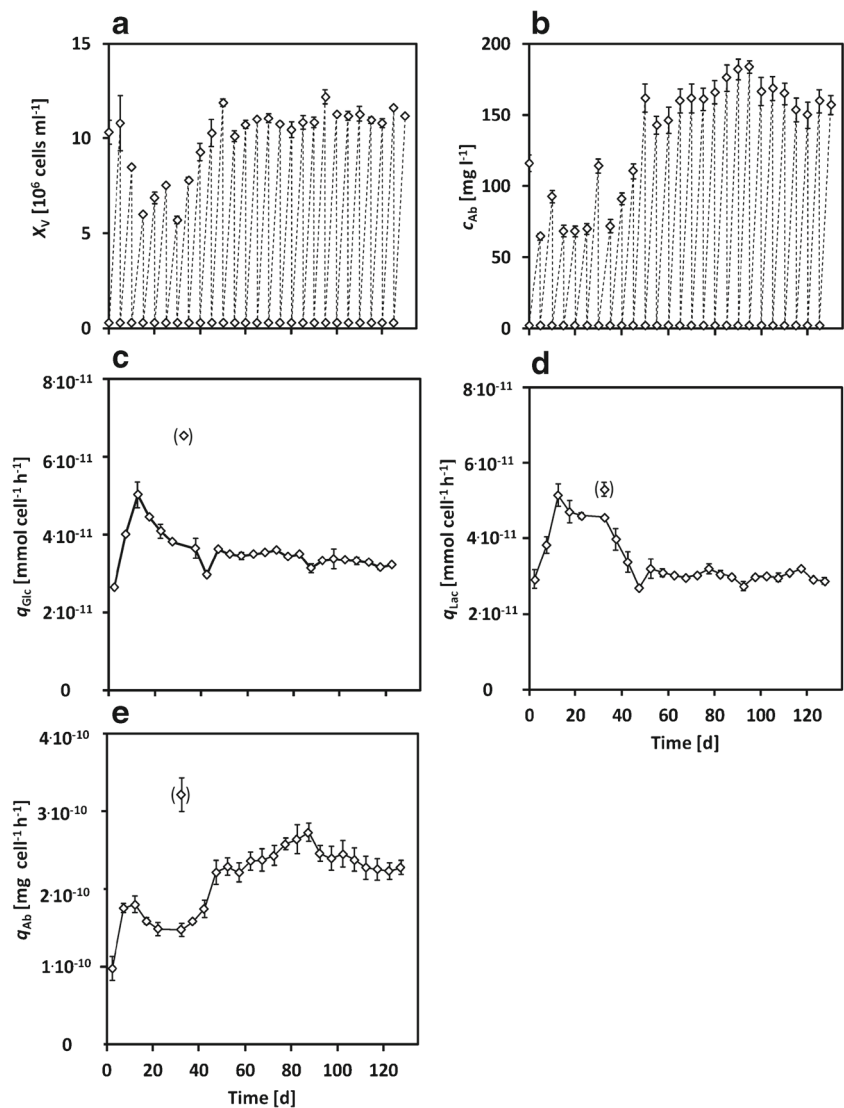 a
15
10
5
0
Xᵥ [10⁶ cells ml⁻¹]
b
200
150
100
50
0
c_Ab [mg l⁻¹]
c
8·10⁻¹¹
6·10⁻¹¹
4·10⁻¹¹
2·10⁻¹¹
0
q_Glc [mmol cell⁻¹ h⁻¹]
( )
d
8·10⁻¹¹
6·10⁻¹¹
4·10⁻¹¹
2·10⁻¹¹
0
q_Lac [mmol cell⁻¹ h⁻¹]
( )
0 20 40 60 80 100 120
Time [d]
e
4·10⁻¹⁰
3·10⁻¹⁰
2·10⁻¹⁰
1·10⁻¹⁰
0
q_Ab [mg cell⁻¹ h⁻¹]
( )
0 20 40 60 80 100 120
Time [d]